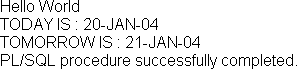 Hello World
TODAY IS : 20-JAN-04
TOMORROW IS : 21-JAN-04
PL/SQL procedure successfully completed.